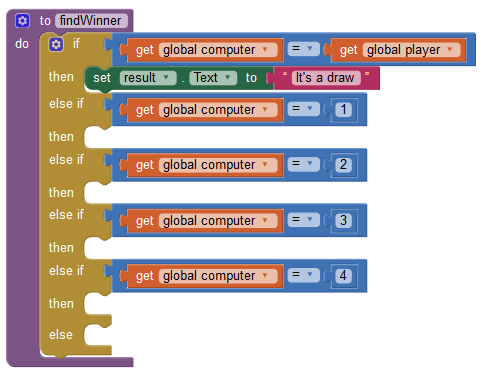 to findWinner
do if get global computer = get global player
then set result . Text to “ It's a draw ”
else if get global computer = 1
then
else if get global computer = 2
then
else if get global computer = 3
then
else if get global computer = 4
then
else